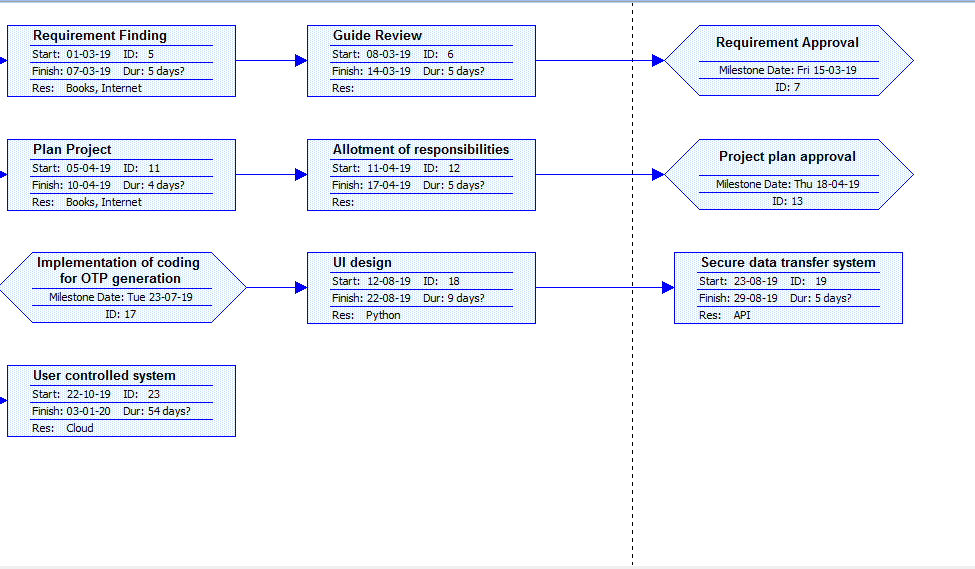 Requirement Finding
Start: 01-03-19 ID: 5
Finish: 07-03-19 Dur: 5 days?
Res: Books, Internet
Guide Review
Start: 08-03-19 ID: 6
Finish: 14-03-19 Dur: 5 days?
Res:
Requirement Approval
Milestone Date: Fri 15-03-19
ID: 7
Plan Project
Start: 05-04-19 ID: 11
Finish: 10-04-19 Dur: 4 days?
Res: Books, Internet
Allotment of responsibilities
Start: 11-04-19 ID: 12
Finish: 17-04-19 Dur: 5 days?
Res:
Project plan approval
Milestone Date: Thu 18-04-19
ID: 13
Implementation of coding
for OTP generation
Milestone Date: Tue 23-07-19
ID: 17
UI design
Start: 12-08-19 ID: 18
Finish: 22-08-19 Dur: 9 days?
Res: Python
Secure data transfer system
Start: 23-08-19 ID: 19
Finish: 29-08-19 Dur: 5 days?
Res: API
User controlled system
Start: 22-10-19 ID: 23
Finish: 03-01-20 Dur: 54 days?
Res: Cloud